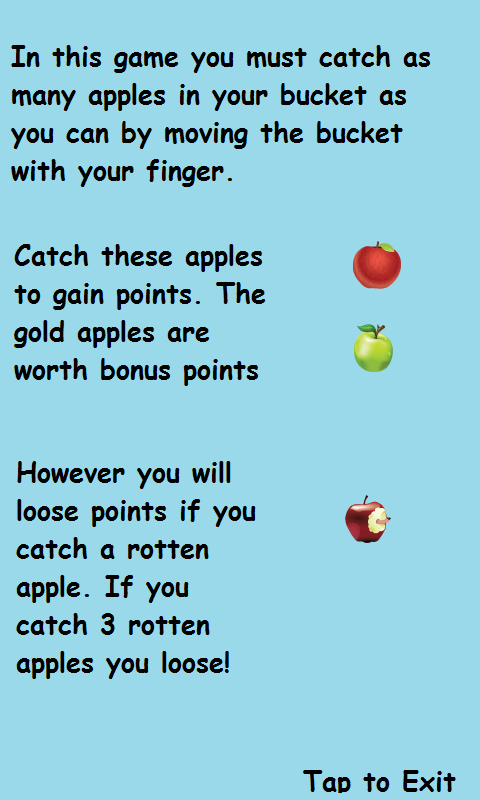 In this game you must catch as
many apples in your bucket as
you can by moving the bucket
with your finger.
Catch these apples
to gain points. The
gold apples are
worth bonus points
However you will
loose points if you
catch a rotten
apple. If you
catch 3 rotten
apples you loose!
Tap to Exit